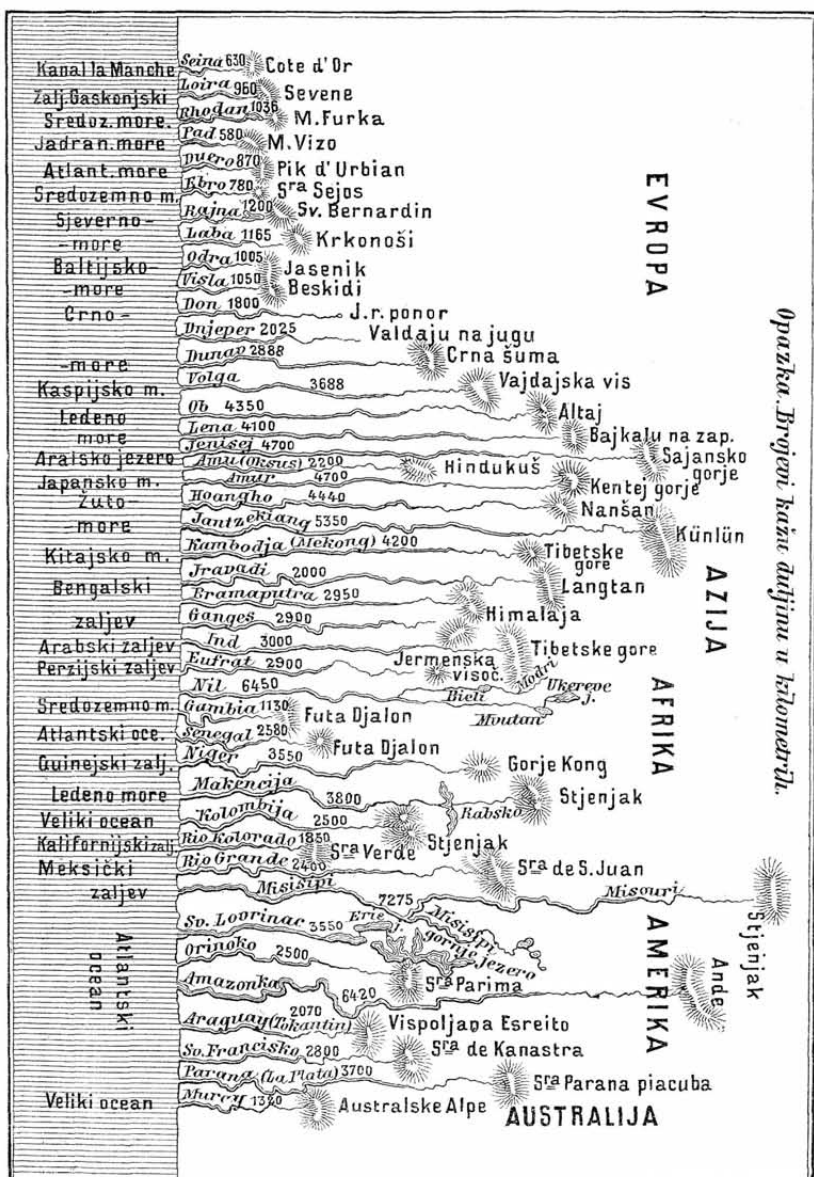 Kanal la Manche Seina 630 Cote d'Or
Loira 960 Sevene
Zalj. Gaskonjski
Rhodan 1036 M. Furka
Sredoz. more.
Pad 580 M. Vizo
Jadran. more
Duero 870 Pik d'Urbian
Atlant. more
Ebro 780 Sra Sejos
Sredozemno m.
Rajna 1200 Sv. Bernardin
Sjeverno-
Laba 1165 Krkonoši
-more
Odra 1005 Jasenik
Baltijsko-
Visla 1050 Beskidi
-more
Don 1800 J. r. ponor
Crno-
Dnjeper 2025 Valdaju na jugu
Dunav 2888 Crna šuma
-more
Volga 3688 Vajdajska vis
Kaspijsko m.
Ob 4350 Altaj
Ledeno
Lena 4100 Bajkalu na zap.
more
Jenisej 4700 Sajansko gorje
Aralsko jezero Amu (Oksus) 2200 Hindukuš
Amur 4700 Kentej gorje
Japansko m.
Hoangho 4440 Nanšan
Žuto-
Jantzekiang 5350 Künlün
-more
Kambodja (Mekong) 4200 Tibetske gore
Kitajsko m.
Jravadi 2000 Langtan
Bengalski
Bramaputra 2950
Ganges 2900 Himalaja
zaljev
Ind 3000 Tibetske gore
Arabski zaljev
Eufrat 2900 Jermenska visoč.
Perzijski zaljev
Nil 6450 Bieli Modri Ukereve j.
Moutan
Sredozemno m.
Gambia 1130 Futa Djalon
Atlantski oce. Senegal 2580 Futa Djalon
Niger 3550 Gorje Kong
Guinejski zalj.
Makencija 3800 Rabsko Stjenjak
Ledeno more
Kolombija 2500 Stjenjak
Veliki ocean
Rio Kolorado 1850 Sra Verde
Kalifornijski zalj.
Rio Grande 2400 Sra de S. Juan
Meksički
zaljev Misisipi 7275 Misouri Stjenjak
Misisipi
Sv. Lovrinac 3550 Erie j. gornje jezero
Orinoko 2500 Sra Parima
Atlantski
ocean
Amazonka 6420 Ande
Araguay (Tokantin) 2070 Vispoljana Esreito
Sv. Francisko 2800 Sra de Kanastra
Parana (La Plata) 3700 Sra Parana piacuba
Veliki ocean Murey 1320 Australske Alpe
EVROPA
AZIJA
AFRIKA
AMERIKA
AUSTRALIJA
Opazka. Brojeni kažu duljinu u kilometrih.